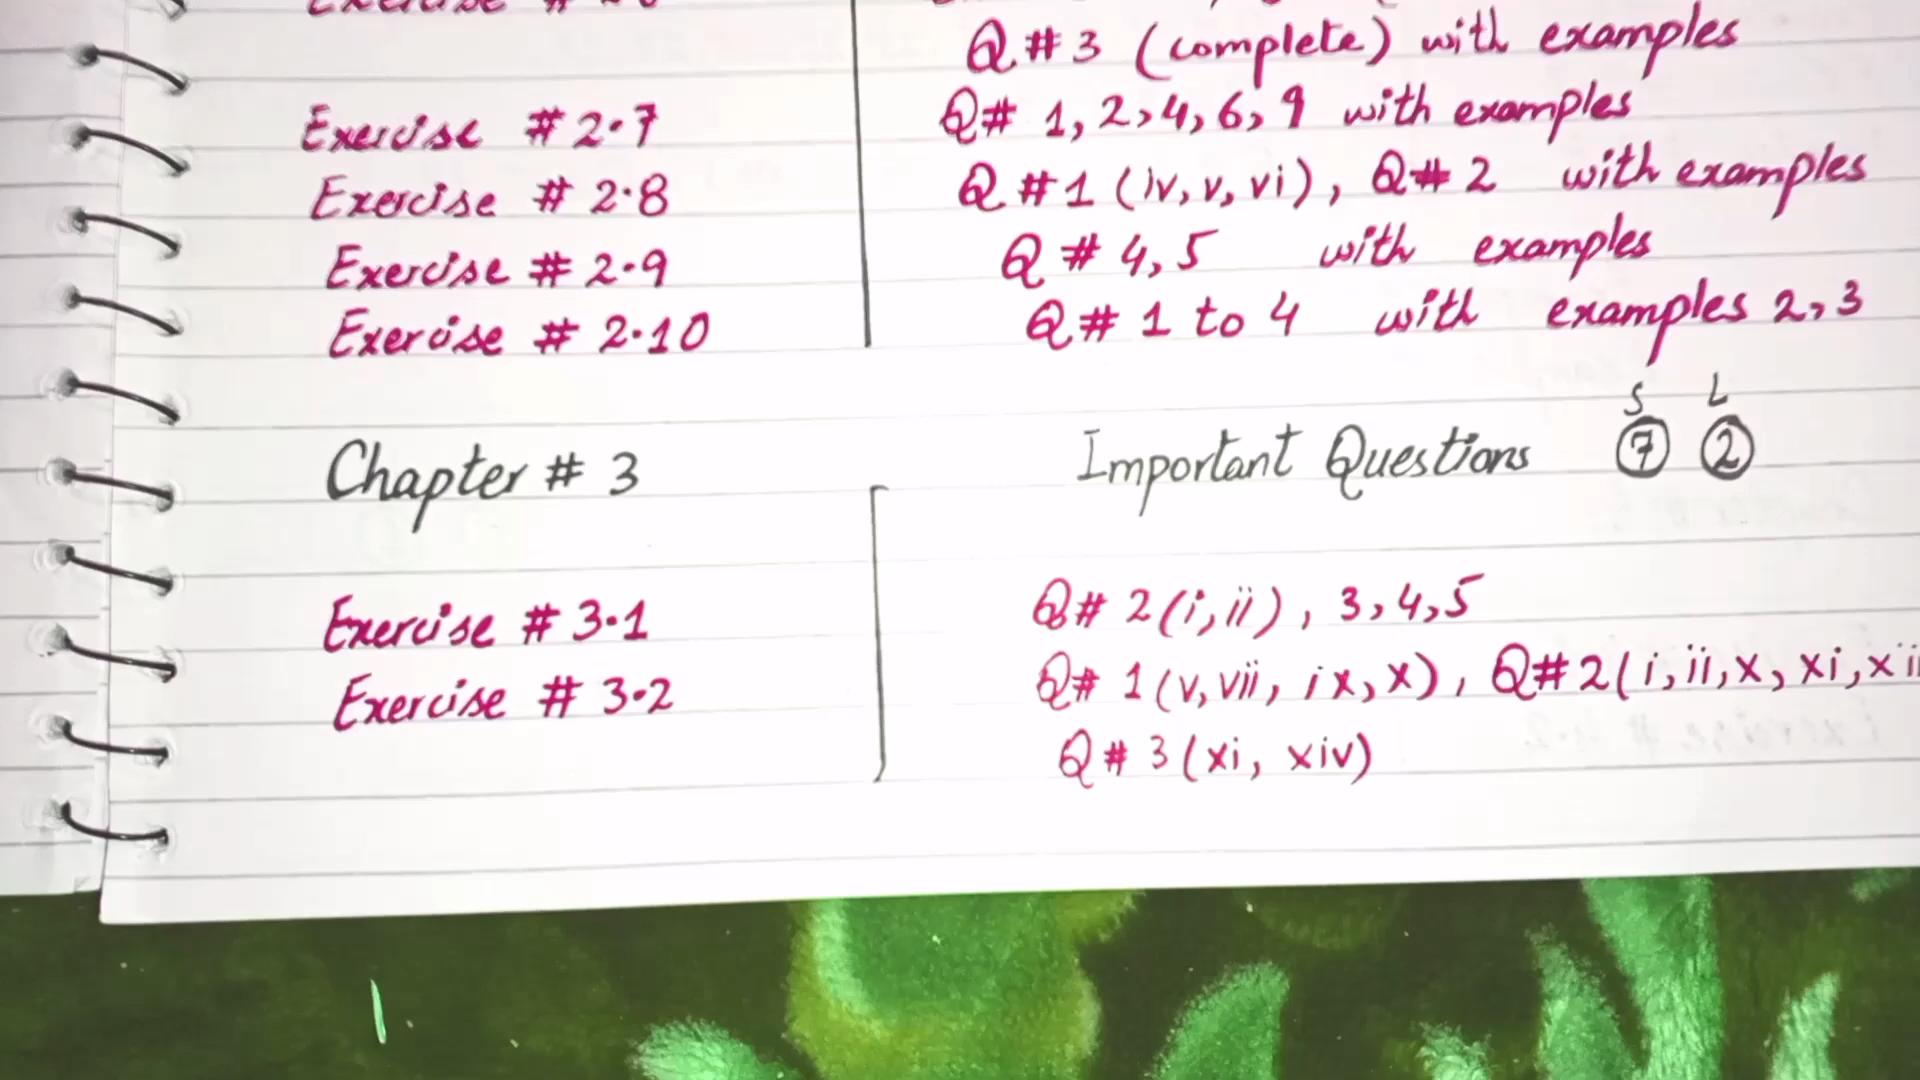 Exercise #
Q # 3 (complete) with examples
Exercise # 2.7 Q# 1, 2, 4, 6, 9 with examples
Exercise # 2.8 Q # 1 (iv, v, vi), Q# 2 with examples
Exercise # 2.9 Q # 4, 5 with examples
Exercise # 2.10 Q# 1 to 4 with examples 2, 3
S L
Chapter # 3 Important Questions 7 2
Exercise # 3.1 Q# 2 (i, ii), 3, 4, 5
Exercise # 3.2 Q# 1 (v, vii, ix, x), Q# 2 (i, ii, x, xi,
Q # 3 (xi, xiv)